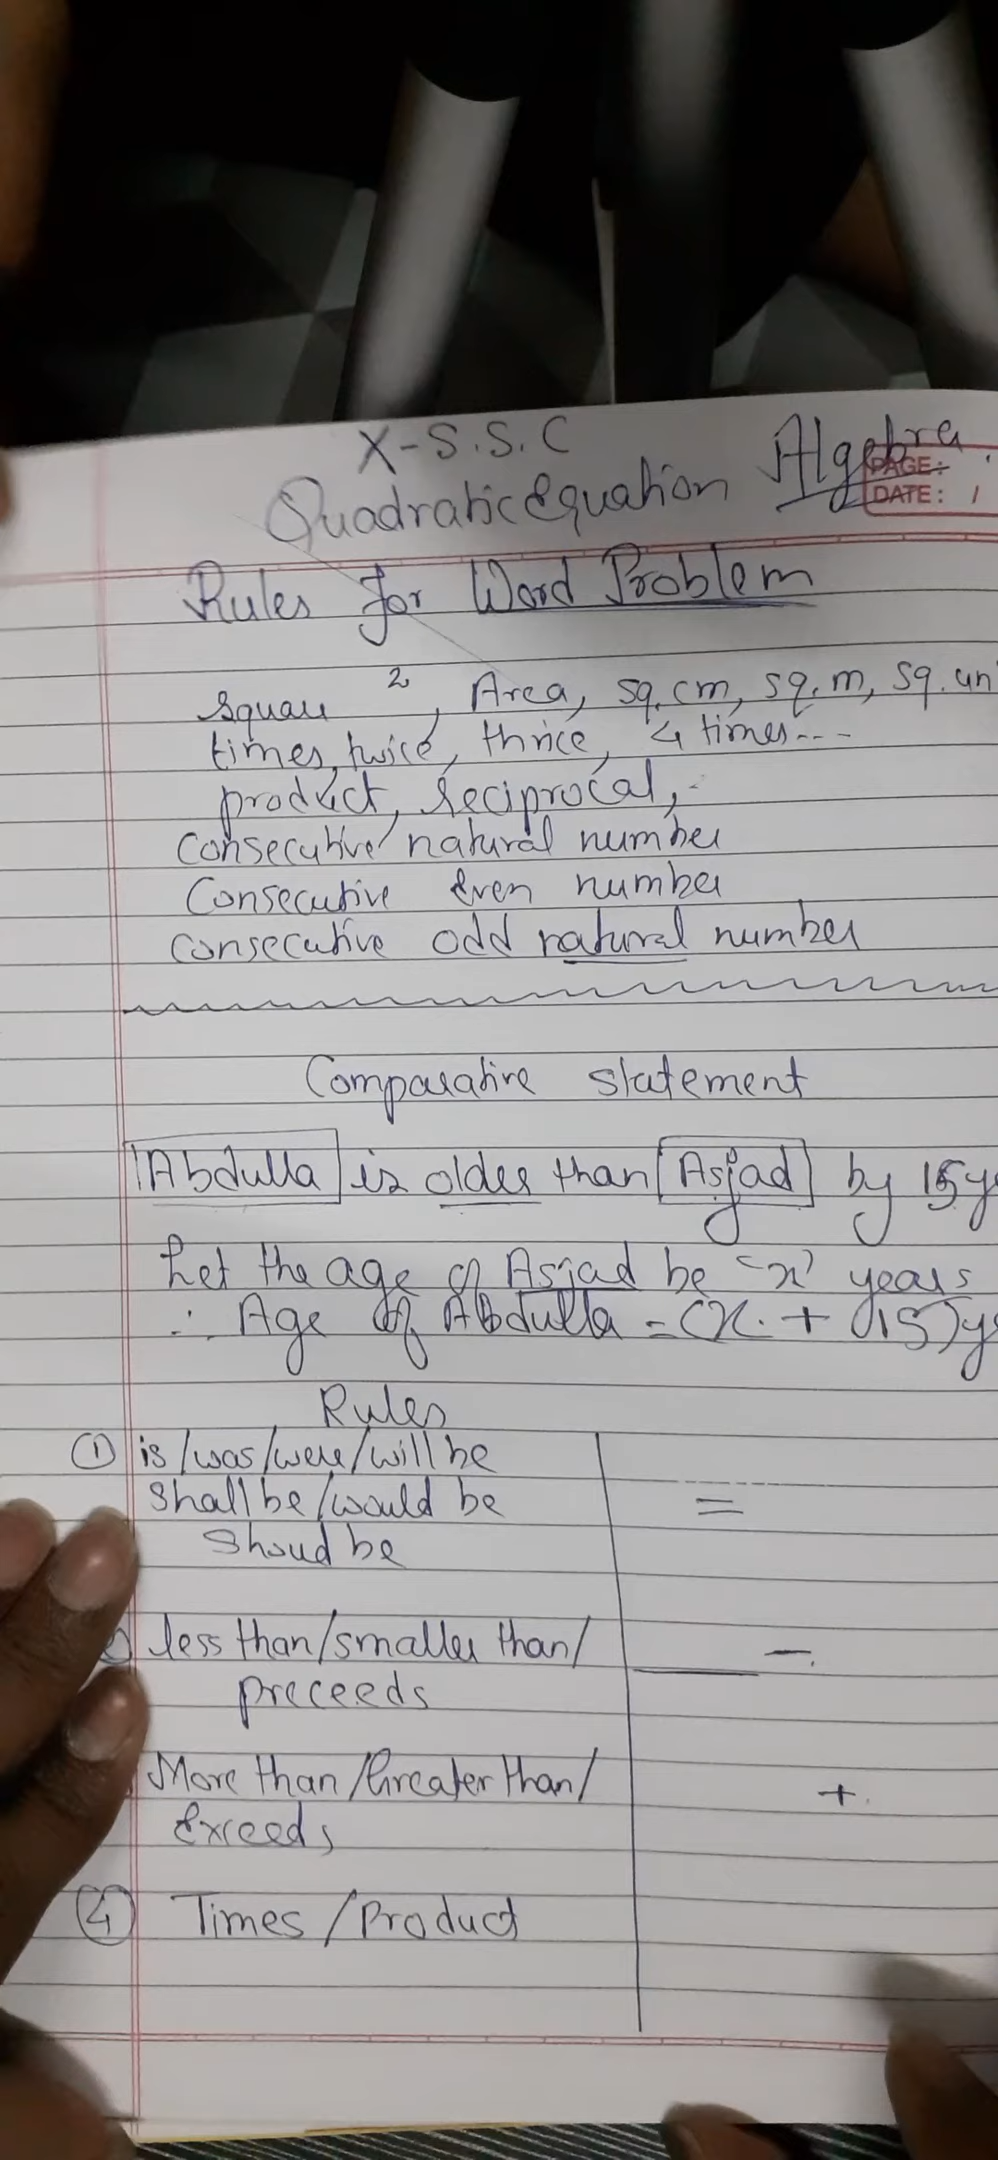 X-S.S.C
Algebra
PAGE:
DATE: /
Quadratic Equation
Rules for Word Problem
Square ², Area, sq.cm, sq.m, sq.un
times, twice, thrice, 4 times---
product, reciprocal,
Consecutive natural number
Consecutive even number
Consecutive odd natural number
Comparative statement
Abdulla is older than Asjad by 15y
Let the age of Asjad be 'x' years
∴ Age of Abdulla = (x + 15)y
Rules
① is/was/were/will be
Shall be/would be =
Shoud be
less than/smaller than/ -
preceeds
More than/Greater than/ +
Exceeds
④ Times/Product